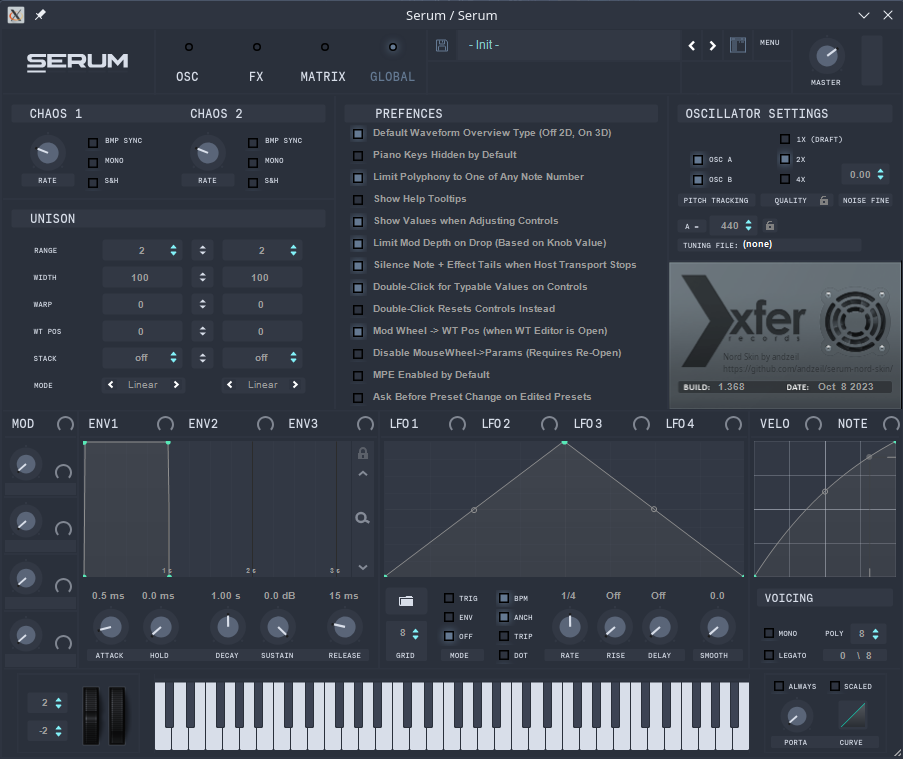 Serum / Serum
SERUM
OSC FX MATRIX GLOBAL
- Init -
MENU
MASTER
CHAOS 1 CHAOS 2
BMP SYNC
MONO
S&H
RATE
BMP SYNC
MONO
S&H
RATE
UNISON
RANGE 2 2
WIDTH 100 100
WARP 0 0
WT POS 0 0
STACK off off
MODE Linear Linear
PREFENCES
Default Waveform Overview Type (Off 2D, On 3D)
Piano Keys Hidden by Default
Limit Polyphony to One of Any Note Number
Show Help Tooltips
Show Values when Adjusting Controls
Limit Mod Depth on Drop (Based on Knob Value)
Silence Note + Effect Tails when Host Transport Stops
Double-Click for Typable Values on Controls
Double-Click Resets Controls Instead
Mod Wheel -> WT Pos (when WT Editor is Open)
Disable MouseWheel->Params (Requires Re-Open)
MPE Enabled by Default
Ask Before Preset Change on Edited Presets
OSCILLATOR SETTINGS
1X (DRAFT)
OSC A 2X
OSC B 4X
0.00
PITCH TRACKING QUALITY NOISE FINE
A = 440
TUNING FILE: (none)
xfer
records
Nord Skin by andzeil
https://github.com/andzeil/serum-nord-skin/
BUILD: 1.368 DATE: Oct 8 2023
MOD ENV1 ENV2 ENV3
LFO1 LFO2 LFO3 LFO4
VELO NOTE
1 s 2 s 3 s
0.5 ms 0.0 ms 1.00 s 0.0 dB 15 ms
ATTACK HOLD DECAY SUSTAIN RELEASE
8
GRID
TRIG
ENV
OFF
MODE
BPM
ANCH
TRIP
DOT
1/4 Off Off 0.0
RATE RISE DELAY SMOOTH
VOICING
MONO POLY 8
LEGATO 0 \ 8
2
-2
ALWAYS SCALED
PORTA CURVE